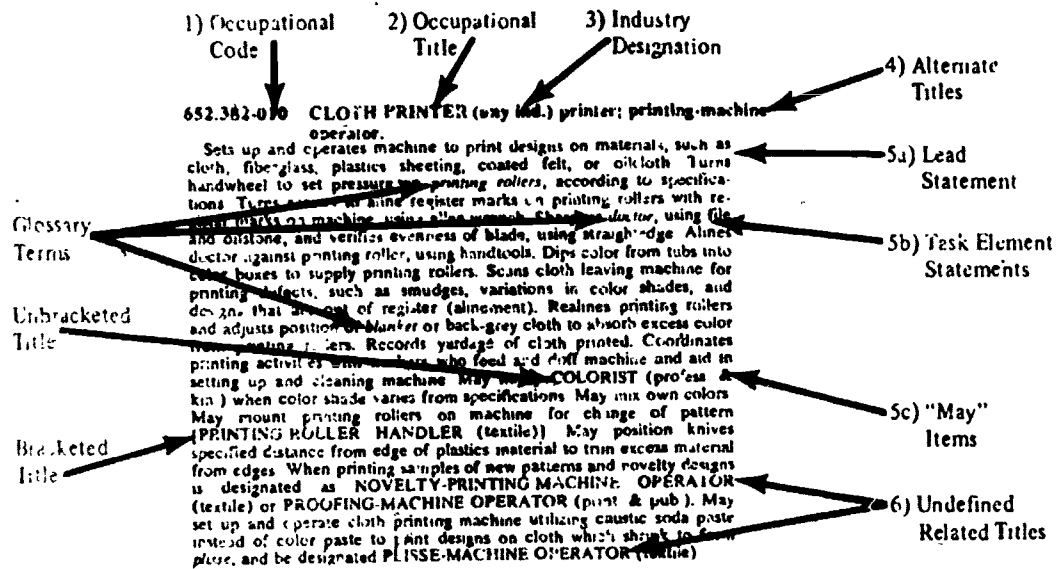 1) Occupational Code
2) Occupational Title
3) Industry Designation
4) Alternate Titles
652.382-010 CLOTH PRINTER (any ind.) printer; printing-machine
operator.
Sets up and operates machine to print designs on materials, such as
cloth, fiberglass, plastics sheeting, coated felt, or oilcloth Turns
handwheel to set pressure printing rollers, according to specifica-
tions Turns to aline register marks on printing rollers with re-
marks on machine, using allen wrench. doctor, using file
and oilstone, and verifies evenness of blade, using straightedge Alines
doctor against printing roller, using handtools. Dips color from tubs into
color boxes to supply printing rollers. Scans cloth leaving machine for
printing defects, such as smudges, variations in color shades, and
designs that are out of register (alinement). Realines printing rollers
and adjusts position blanket or back-grey cloth to absorb excess color
Records yardage of cloth printed. Coordinates
printing activities with who feed and doff machine and aid in
setting up and cleaning machine May COLORIST (profess &
kin ) when color shade varies from specifications May mix own colors
May mount printing rollers on machine for change of pattern
[PRINTING ROLLER HANDLER (textile)] May position knives
specified distance from edge of plastics material to trim excess material
from edges When printing samples of new patterns and novelty designs
is designated as NOVELTY-PRINTING MACHINE OPERATOR
(textile) or PROOFING-MACHINE OPERATOR (print & pub ). May
set up and operate cloth printing machine utilizing caustic soda paste
instead of color paste to print designs on cloth which shrink to form
plisse, and be designated PLISSE-MACHINE OPERATOR (textile)
5a) Lead Statement
5b) Task Element Statements
5c) "May" Items
6) Undefined Related Titles
Glossary Terms
Unbracketed Title
Bracketed Title